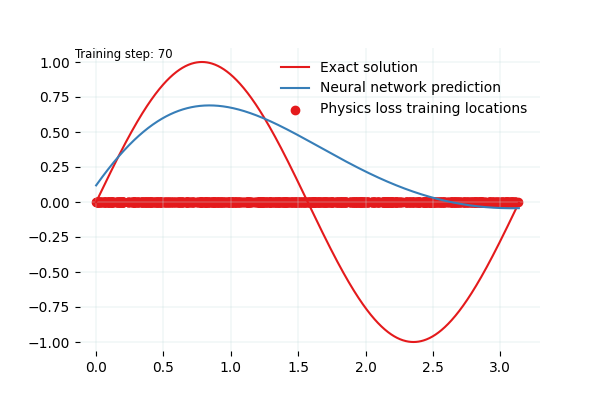 Training step: 70
Exact solution
Neural network prediction
Physics loss training locations
1.00
0.75
0.50
0.25
0.00
−0.25
−0.50
−0.75
−1.00
0.0 0.5 1.0 1.5 2.0 2.5 3.0